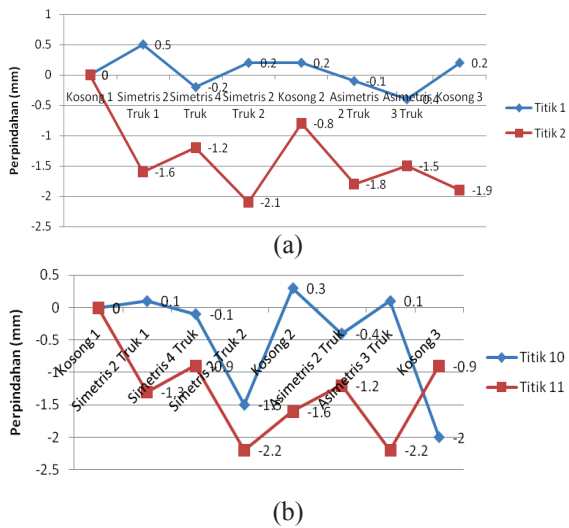 1
0.5
0
-0.5
-1
-1.5
-2
-2.5
Perpindahan (mm)
0
0.5
-0.2
0.2
0.2
-0.1
-0.4
0.2
-1.6
-1.2
-2.1
-0.8
-1.8
-1.5
-1.9
Kosong 1
Simetris 2
Truk 1
Simetris 4
Truk
Simetris 2
Truk 2
Kosong 2
Asimetris
2 Truk
Asimetris
3 Truk
Kosong 3
Titik 1
Titik 2
(a)
0.5
0
-0.5
-1
-1.5
-2
-2.5
Perpindahan (mm)
0
0.1
-0.1
-1.5
0.3
-0.4
0.1
-2
-1.3
-0.9
-2.2
-1.6
-1.2
-2.2
-0.9
Kosong 1
Simetris 2 Truk 1
Simetris 4 Truk
Simetris 2 Truk 2
Kosong 2
Asimetris 2 Truk
Asimetris 3 Truk
Kosong 3
Titik 10
Titik 11
(b)